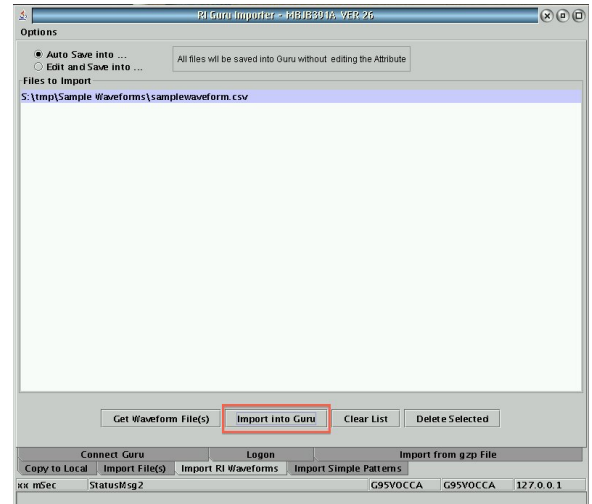 RI Guru Importer - MBJB391A, VER 26
Options
Auto Save into ...
Edit and Save into ...
All files wll be saved into Guru without editing the Attribute
Files to Import
S:\tmp\Sample Waveforms\samplewaveform.csv
Get Waveform File(s) Import into Guru Clear List Delete Selected
Connect Guru Logon Import from gzp File
Copy to Local Import File(s) Import RI Waveforms Import Simple Patterns
xx mSec StatusMsg2 G95VOCCA G95VOCCA 127.0.0.1